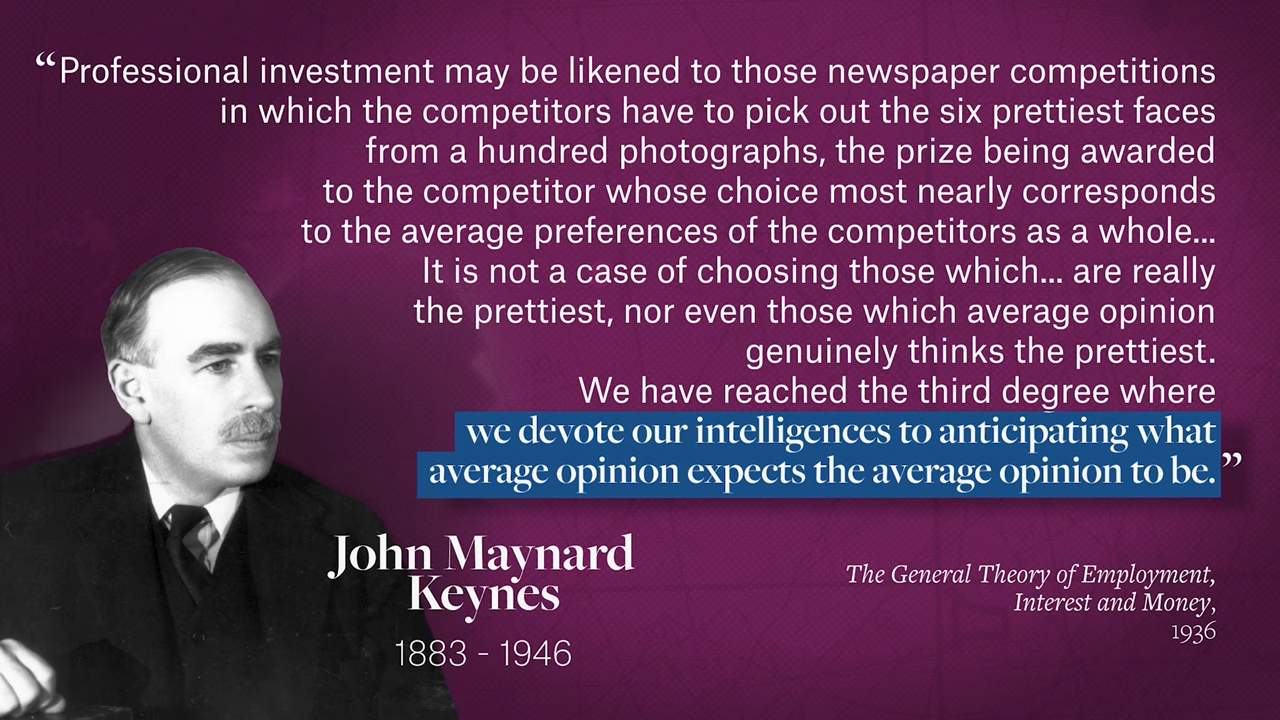 “Professional investment may be likened to those newspaper competitions
in which the competitors have to pick out the six prettiest faces
from a hundred photographs, the prize being awarded
to the competitor whose choice most nearly corresponds
to the average preferences of the competitors as a whole...
It is not a case of choosing those which... are really
the prettiest, nor even those which average opinion
genuinely thinks the prettiest.
We have reached the third degree where
we devote our intelligences to anticipating what
average opinion expects the average opinion to be.”
John Maynard
Keynes
1883 - 1946
The General Theory of Employment,
Interest and Money,
1936